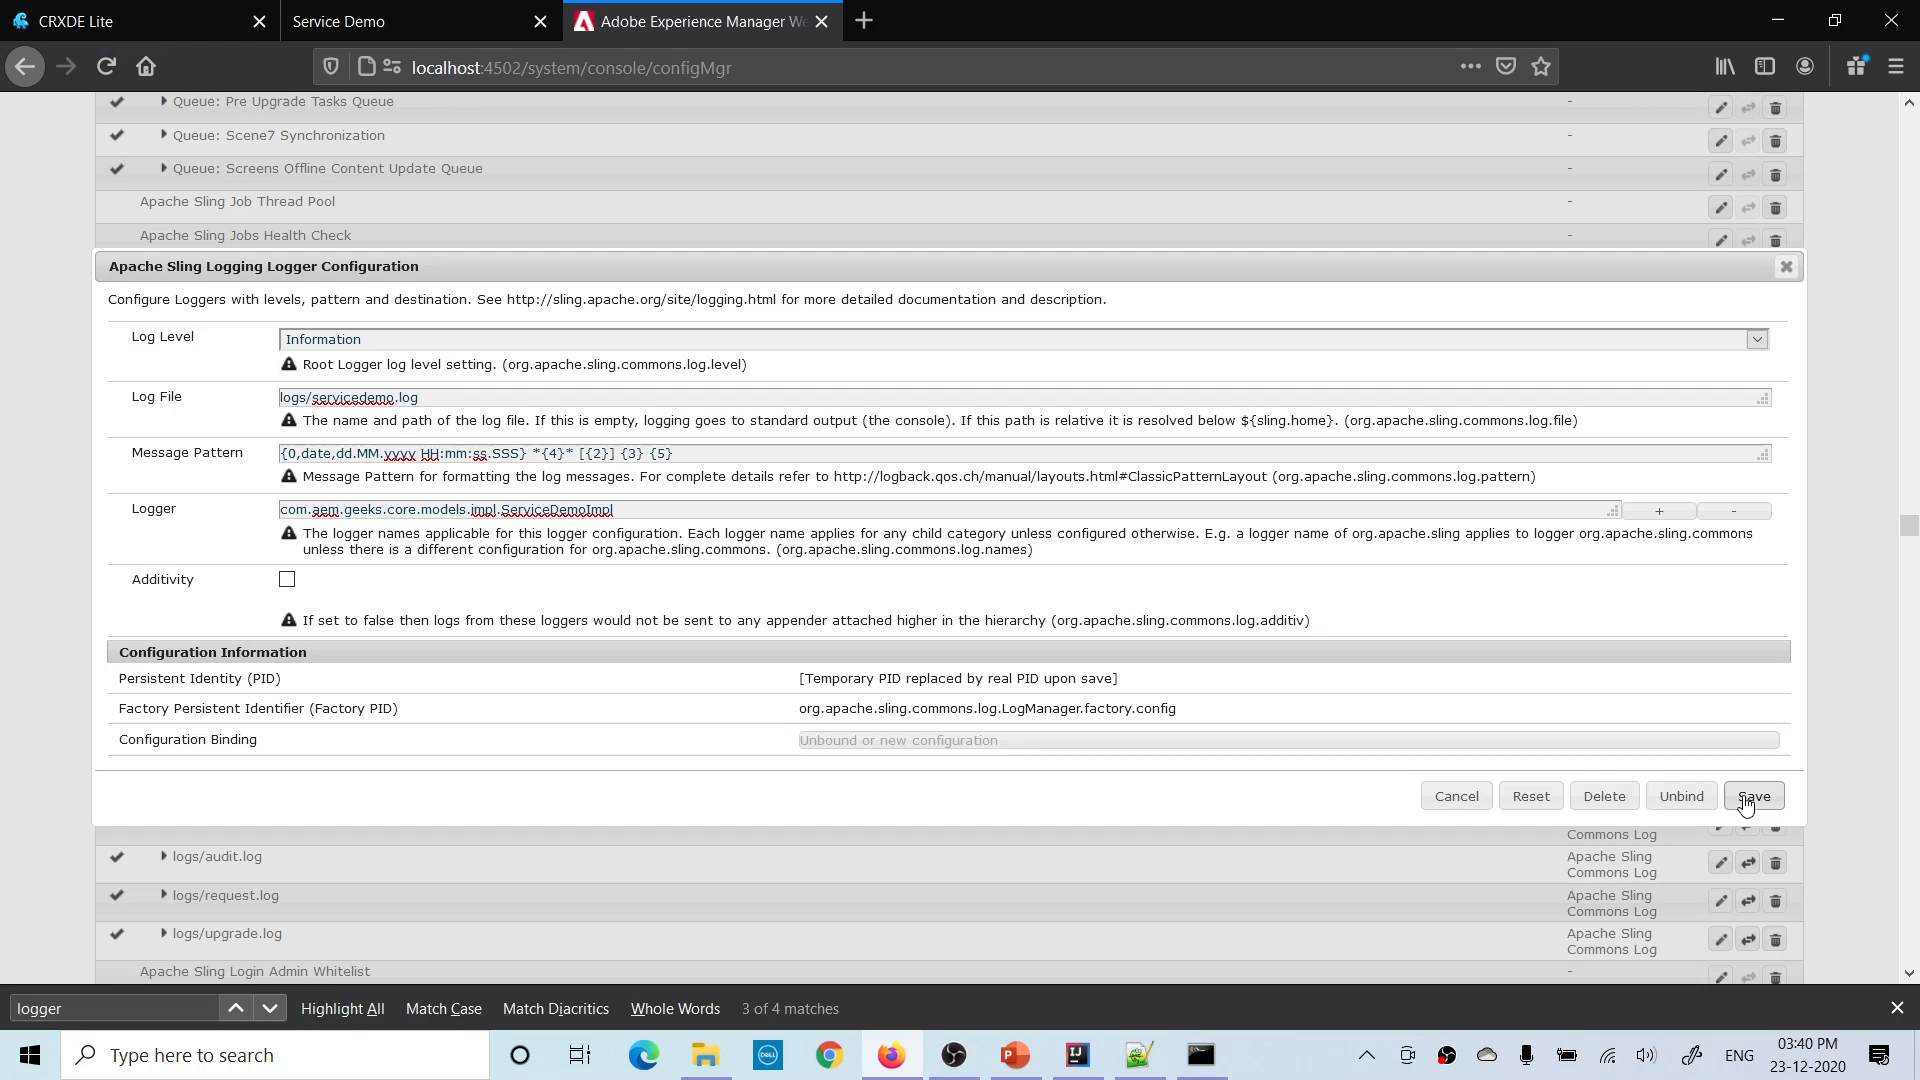 CRXDE Lite
Service Demo
Adobe Experience Manager We
localhost:4502/system/console/configMgr
Queue: Pre Upgrade Tasks Queue -
Queue: Scene7 Synchronization -
Queue: Screens Offline Content Update Queue -
Apache Sling Job Thread Pool -
Apache Sling Jobs Health Check -
Apache Sling Logging Logger Configuration
Configure Loggers with levels, pattern and destination. See http://sling.apache.org/site/logging.html for more detailed documentation and description.
Log Level Information
Root Logger log level setting. (org.apache.sling.commons.log.level)
Log File logs/servicedemo.log
The name and path of the log file. If this is empty, logging goes to standard output (the console). If this path is relative it is resolved below ${sling.home}. (org.apache.sling.commons.log.file)
Message Pattern {0,date,dd.MM.yyyy HH:mm:ss.SSS} *{4}* [{2}] {3} {5}
Message Pattern for formatting the log messages. For complete details refer to http://logback.qos.ch/manual/layouts.html#ClassicPatternLayout (org.apache.sling.commons.log.pattern)
Logger com.aem.geeks.core.models.impl.ServiceDemoImpl + -
The logger names applicable for this logger configuration. Each logger name applies for any child category unless configured otherwise. E.g. a logger name of org.apache.sling applies to logger org.apache.sling.commons
unless there is a different configuration for org.apache.sling.commons. (org.apache.sling.commons.log.names)
Additivity
If set to false then logs from these loggers would not be sent to any appender attached higher in the hierarchy (org.apache.sling.commons.log.additiv)
Configuration Information
Persistent Identity (PID) [Temporary PID replaced by real PID upon save]
Factory Persistent Identifier (Factory PID) org.apache.sling.commons.log.LogManager.factory.config
Configuration Binding Unbound or new configuration
Cancel Reset Delete Unbind Save
Commons Log
logs/audit.log Apache Sling
Commons Log
logs/request.log Apache Sling
Commons Log
logs/upgrade.log Apache Sling
Commons Log
Apache Sling Login Admin Whitelist -
logger Highlight All Match Case Match Diacritics Whole Words 3 of 4 matches
Type here to search
DELL
ENG
03:40 PM
23-12-2020